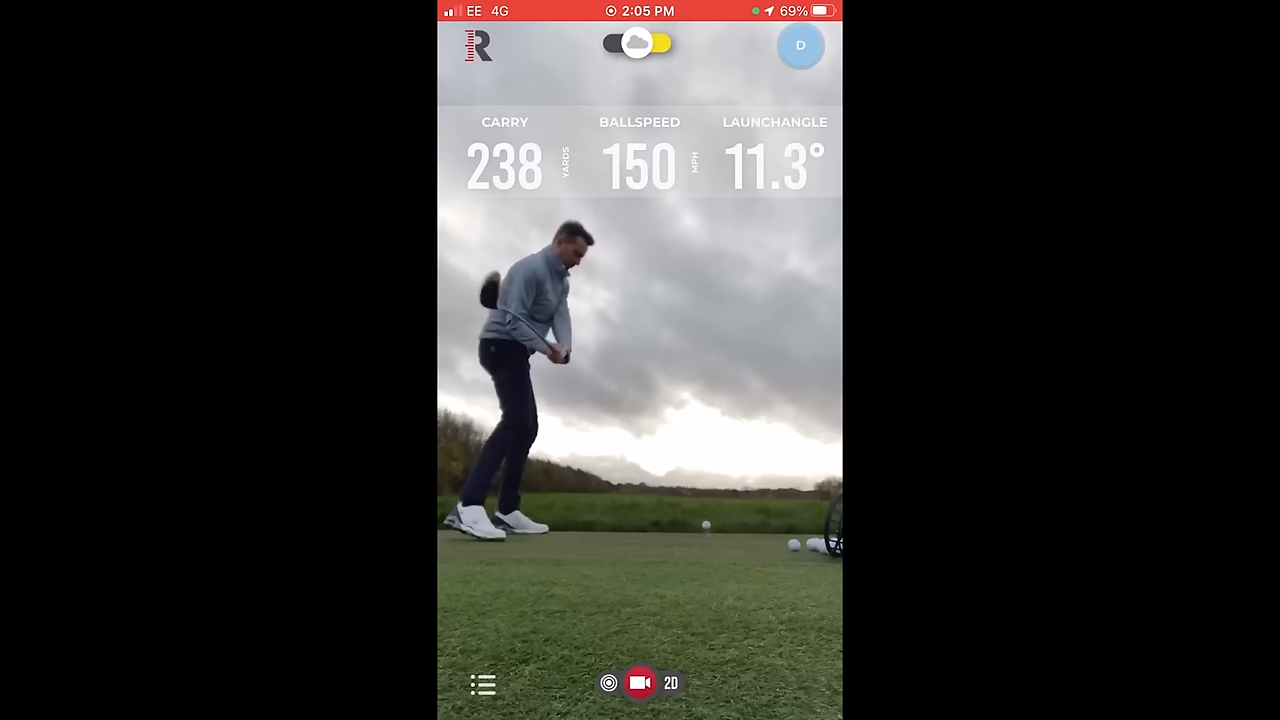 EE 4G 2:05 PM 69%
R
D
CARRY BALLSPEED LAUNCHANGLE
238 YARDS 150 MPH 11.3°
2D